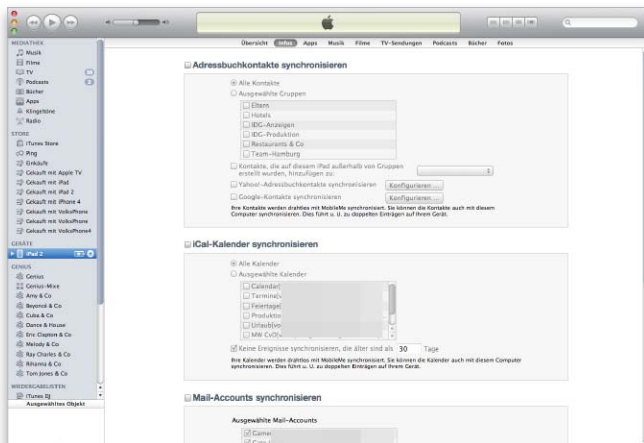 Übersicht Infos Apps Musik Filme TV-Sendungen Podcasts Bücher Fotos
MEDIATHEK
Musik
Filme
TV
Podcasts
Bücher
Apps
Klingeltöne
Radio
STORE
iTunes Store
Ping
Einkäufe
Gekauft mit Apple TV
Gekauft mit iPad
Gekauft mit iPad 2
Gekauft mit iPhone 4
Gekauft mit VolksPhone
Gekauft mit VolksPhone
Gekauft mit VolksPhone4
GERÄTE
iPad 2
GENIUS
Genius
Genius-Mixe
Amy & Co
Beyoncé & Co
Cuba & Co
Dance & House
Eric Clapton & Co
Melody & Co
Ray Charles & Co
Rihanna & Co
Tom Jones & Co
WIEDERGABELISTEN
iTunes DJ
Ausgewähltes Objekt
Adressbuchkontakte synchronisieren
Alle Kontakte
Ausgewählte Gruppen
Eltern
Hotels
IDG-Anzeigen
IDG-Produktion
Restaurants & Co
Team-Hamburg
Kontakte, die auf diesem iPad außerhalb von Gruppen
erstellt wurden, hinzufügen zu:
Yahoo!-Adressbuchkontakte synchronisieren Konfigurieren ...
Google-Kontakte synchronisieren Konfigurieren ...
Ihre Kontakte werden drahtlos mit MobileMe synchronisiert. Sie können die Kontakte auch mit diesem
Computer synchronisieren. Dies führt u. U. zu doppelten Einträgen auf Ihrem Gerät.
iCal-Kalender synchronisieren
Alle Kalender
Ausgewählte Kalender
Calendar(
Termine(v
Feiertage(
Produktio
Urlaub(vo
MW CvD(v
Keine Ereignisse synchronisieren, die älter sind als 30 Tage
Ihre Kalender werden drahtlos mit MobileMe synchronisiert. Sie können die Kalender auch mit diesem Computer
synchronisieren. Dies führt u. U. zu doppelten Einträgen auf Ihrem Gerät.
Mail-Accounts synchronisieren
Ausgewählte Mail-Accounts